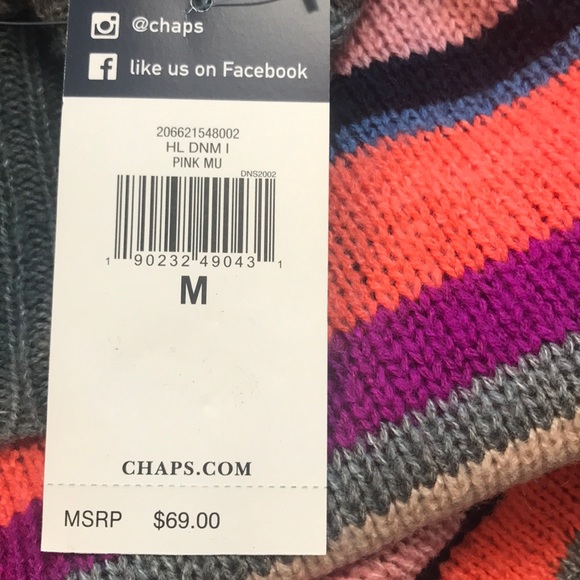 @chaps
like us on Facebook
206621548002
HL DNM I
PINK MU
DNS2002
1 90232 49043 1
M
CHAPS.COM
MSRP $69.00